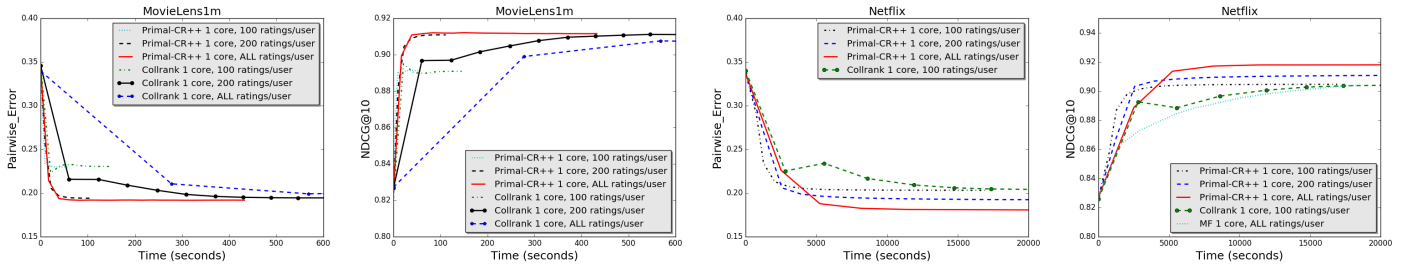 MovieLens1m
0.40
0.35
0.30
0.25
0.20
0.15
Pairwise_Error
Primal-CR++ 1 core, 100 ratings/user
Primal-CR++ 1 core, 200 ratings/user
Primal-CR++ 1 core, ALL ratings/user
Collrank 1 core, 100 ratings/user
Collrank 1 core, 200 ratings/user
Collrank 1 core, ALL ratings/user
0 100 200 300 400 500 600
Time (seconds)
MovieLens1m
0.92
0.90
0.88
0.86
0.84
0.82
0.80
NDCG@10
Primal-CR++ 1 core, 100 ratings/user
Primal-CR++ 1 core, 200 ratings/user
Primal-CR++ 1 core, ALL ratings/user
Collrank 1 core, 100 ratings/user
Collrank 1 core, 200 ratings/user
Collrank 1 core, ALL ratings/user
0 100 200 300 400 500 600
Time (seconds)
Netflix
0.40
0.35
0.30
0.25
0.20
0.15
Pairwise_Error
Primal-CR++ 1 core, 100 ratings/user
Primal-CR++ 1 core, 200 ratings/user
Primal-CR++ 1 core, ALL ratings/user
Collrank 1 core, 100 ratings/user
0 5000 10000 15000 20000
Time (seconds)
Netflix
0.94
0.92
0.90
0.88
0.86
0.84
0.82
0.80
NDCG@10
Primal-CR++ 1 core, 100 ratings/user
Primal-CR++ 1 core, 200 ratings/user
Primal-CR++ 1 core, ALL ratings/user
Collrank 1 core, 100 ratings/user
MF 1 core, ALL ratings/user
0 5000 10000 15000 20000
Time (seconds)